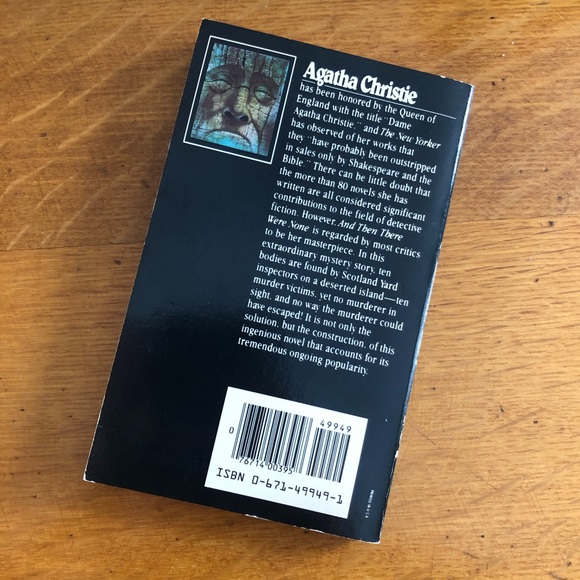 Agatha Christie
has been honored by the Queen of
England with the title "Dame
Agatha Christie," and The New Yorker
has observed of her works that
they "have probably been outstripped
in sales only by Shakespeare and the
Bible." There can be little doubt that
the more than 80 novels she has
written are all considered significant
contributions to the field of detective
fiction. However, And Then There
Were None is regarded by most critics
to be her masterpiece. In this
extraordinary mystery story, ten
bodies are found by Scotland Yard
inspectors on a deserted island—ten
murder victims, yet no murderer in
sight, and no way the murderer could
have escaped! It is not only the
solution, but the construction, of this
ingenious novel that accounts for its
tremendous ongoing popularity.
49949
0
76714 00395
ISBN 0-671-49949-1